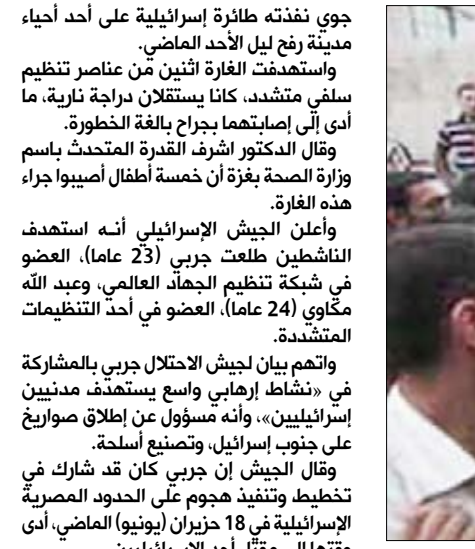 جوي نفذته طائرة إسرائيلية على أحد أحياء
مدينة رفح ليل الأحد الماضي.
واستهدفت الغارة اثنين من عناصر تنظيم
سلفي متشدد، كانا يستقلان دراجة نارية، ما
أدى إلى إصابتهما بجراح بالغة الخطورة.
وقال الدكتور اشرف القدرة المتحدث باسم
وزارة الصحة بغزة أن خمسة أطفال أصيبوا جراء
هذه الغارة.
وأعلن الجيش الإسرائيلي أنـه استهدف
الناشطين طلعت جربي (23 عاما)، العضو
في شبكة تنظيم الجهاد العالمي، وعبد الله
مكاوي (24 عاما)، العضو في أحد التنظيمات
المتشددة.
واتهم بيان لجيش الاحتلال جربي بالمشاركة
في «نشاط إرهابي واسع يستهدف مدنيين
إسرائيليين»، وأنه مسؤول عن إطلاق صواريخ
على جنوب إسرائيل، وتصنيع أسلحة.
وقال الجيش إن جربي كان قد شارك في
تخطيط وتنفيذ هجوم على الحدود المصرية
الإسرائيلية في 18 حزيران (يونيو) الماضي، أدى
وقتها إلى مقتل أحد الإسرائيليين